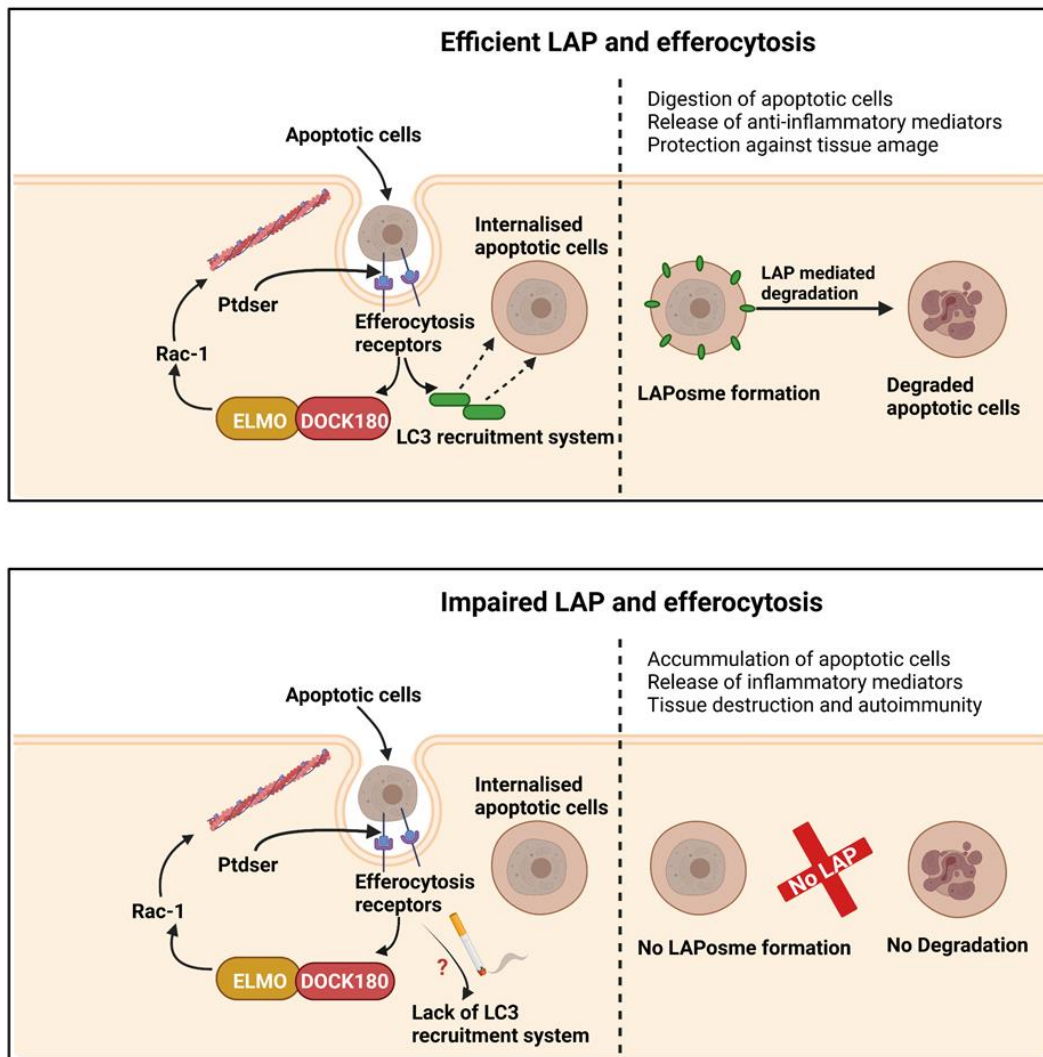 Efficient LAP and efferocytosis
Digestion of apoptotic cells
Release of anti-inflammatory mediators
Protection against tissue amage
Apoptotic cells
Internalised
apoptotic cells
Ptdser
Efferocytosis
receptors
Rac-1
ELMO DOCK180
LC3 recruitment system
LAP mediated
degradation
LAPosme formation
Degraded
apoptotic cells
Impaired LAP and efferocytosis
Accummulation of apoptotic cells
Release of inflammatory mediators
Tissue destruction and autoimmunity
Apoptotic cells
Internalised
apoptotic cells
Ptdser
Efferocytosis
receptors
Rac-1
ELMO DOCK180
?
Lack of LC3
recruitment system
No LAP
No LAPosme formation
No Degradation